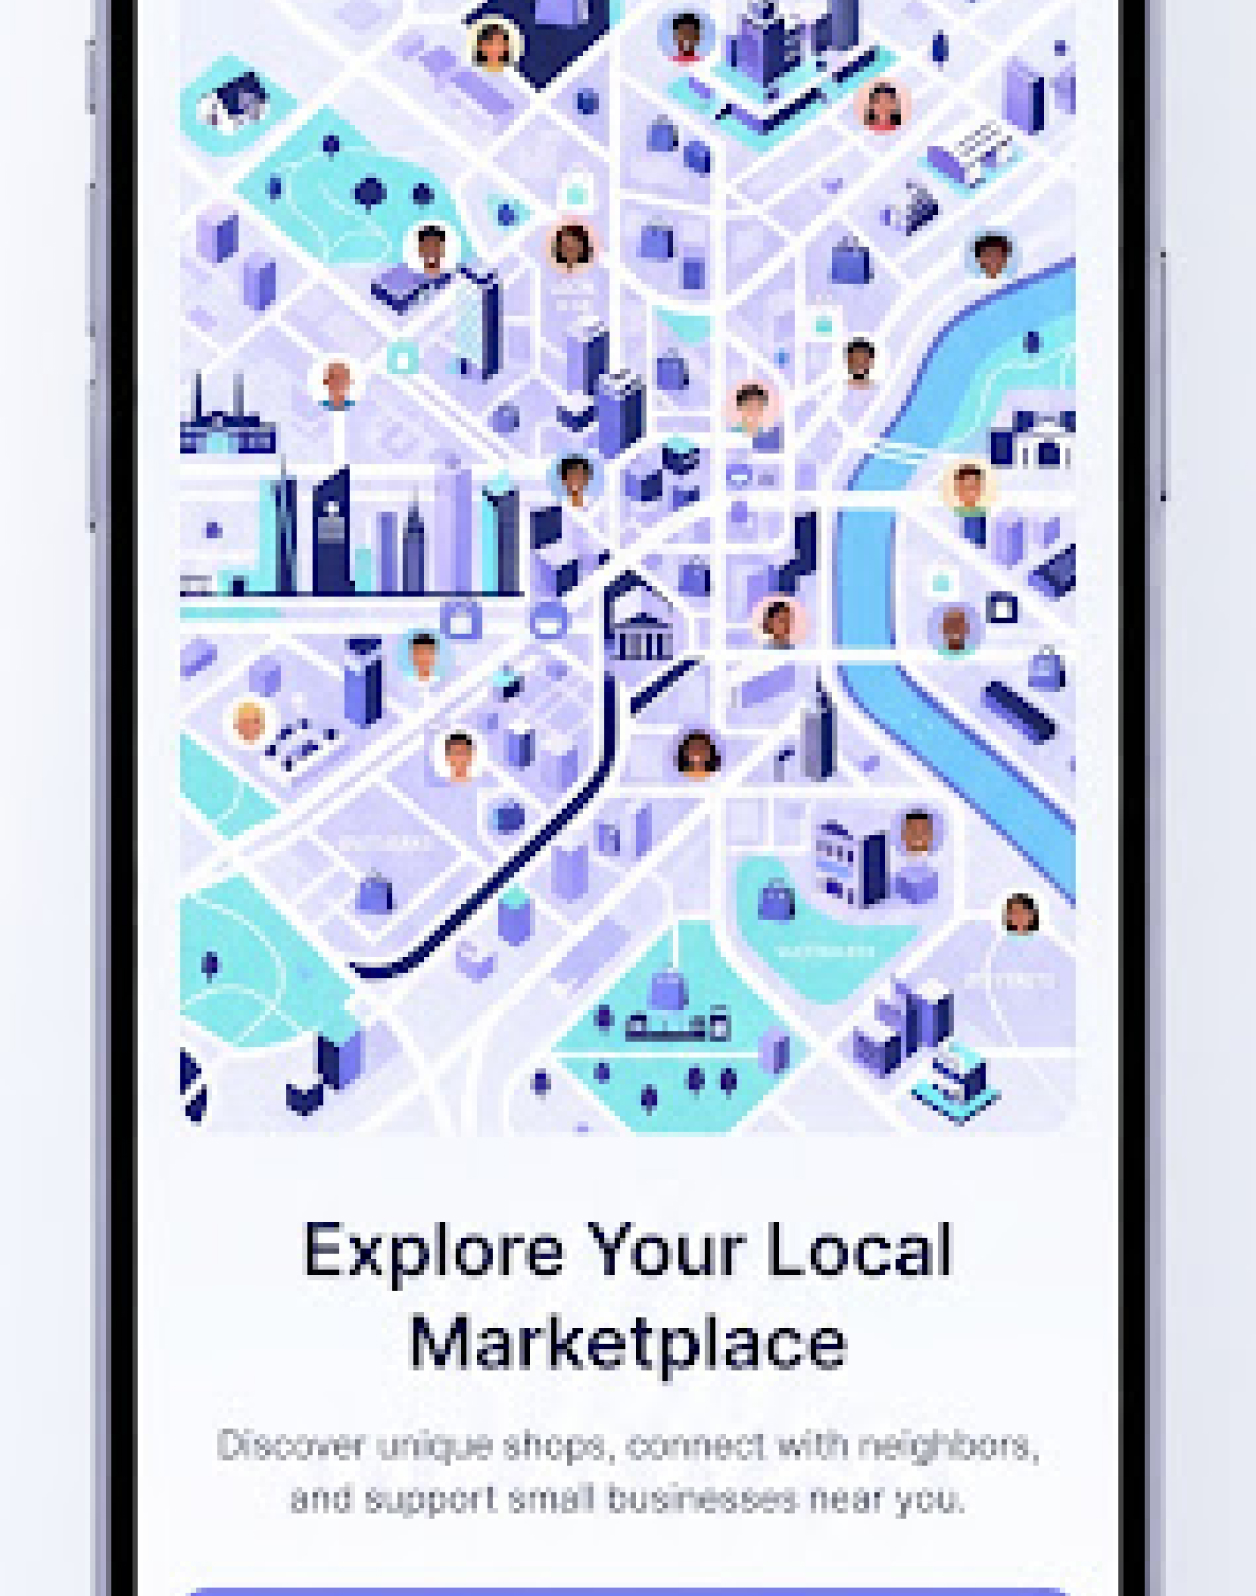 Explore Your Local
Marketplace
Discover unique shops, connect with neighbors,
and support small businesses near you.